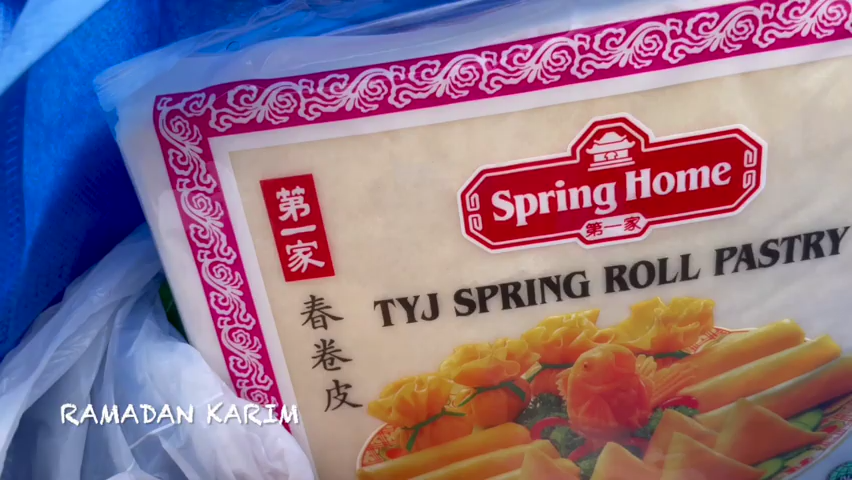 第一家
春卷皮
Spring Home
第一家
TYJ SPRING ROLL PASTRY
RAMADAN KARIM